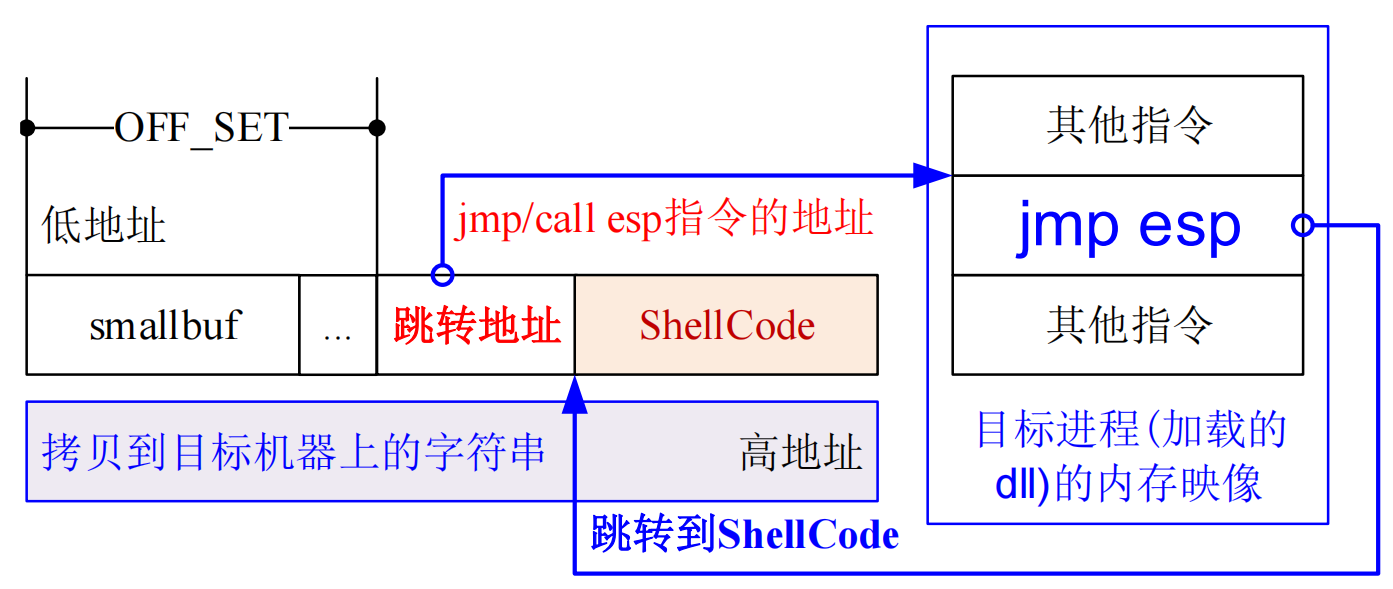 OFF_SET
低地址
jmp/call esp指令的地址
smallbuf
...
跳转地址
ShellCode
拷贝到目标机器上的字符串
高地址
跳转到ShellCode
其他指令
jmp esp
其他指令
目标进程(加载的
dll)的内存映像